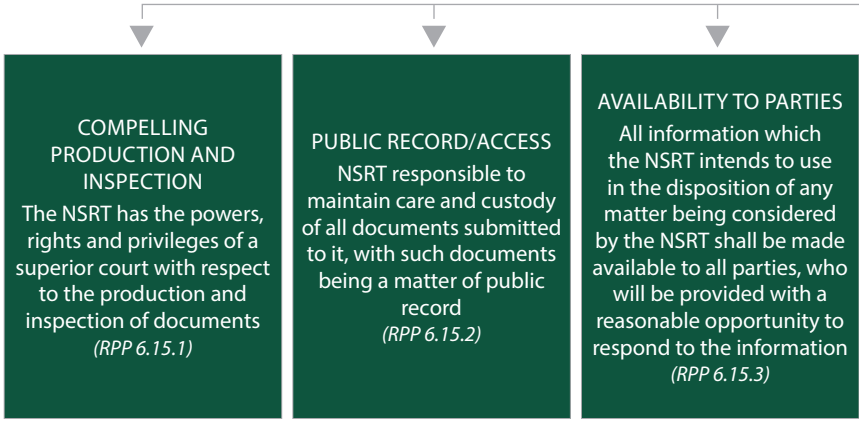 COMPELLING
PRODUCTION AND
INSPECTION
The NSRT has the powers,
rights and privileges of a
superior court with respect
to the production and
inspection of documents
(RPP 6.15.1)
PUBLIC RECORD/ACCESS
NSRT responsible to
maintain care and custody
of all documents submitted
to it, with such documents
being a matter of public
record
(RPP 6.15.2)
AVAILABILITY TO PARTIES
All information which
the NSRT intends to use
in the disposition of any
matter being considered
by the NSRT shall be made
available to all parties, who
will be provided with a
reasonable opportunity to
respond to the information
(RPP 6.15.3)